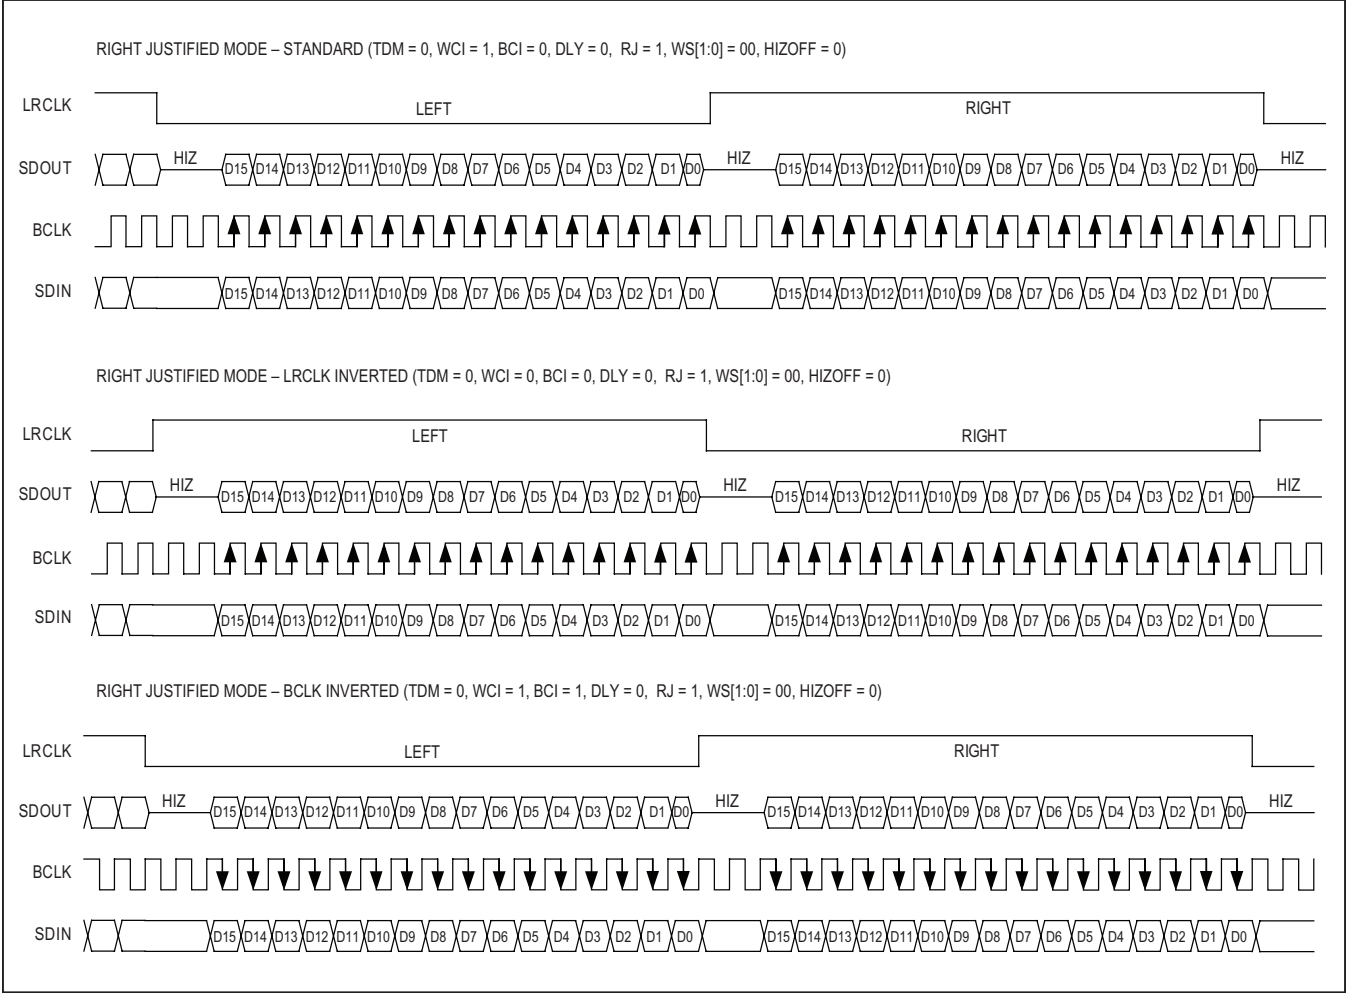 RIGHT JUSTIFIED MODE – STANDARD (TDM = 0, WCI = 1, BCI = 0, DLY = 0, RJ = 1, WS[1:0] = 00, HIZOFF = 0)
LRCLK LEFT RIGHT
SDOUT HIZ D15 D14 D13 D12 D11 D10 D9 D8 D7 D6 D5 D4 D3 D2 D1 D0 HIZ D15 D14 D13 D12 D11 D10 D9 D8 D7 D6 D5 D4 D3 D2 D1 D0 HIZ
BCLK
SDIN D15 D14 D13 D12 D11 D10 D9 D8 D7 D6 D5 D4 D3 D2 D1 D0 D15 D14 D13 D12 D11 D10 D9 D8 D7 D6 D5 D4 D3 D2 D1 D0
RIGHT JUSTIFIED MODE – LRCLK INVERTED (TDM = 0, WCI = 0, BCI = 0, DLY = 0, RJ = 1, WS[1:0] = 00, HIZOFF = 0)
LRCLK LEFT RIGHT
SDOUT HIZ D15 D14 D13 D12 D11 D10 D9 D8 D7 D6 D5 D4 D3 D2 D1 D0 HIZ D15 D14 D13 D12 D11 D10 D9 D8 D7 D6 D5 D4 D3 D2 D1 D0 HIZ
BCLK
SDIN D15 D14 D13 D12 D11 D10 D9 D8 D7 D6 D5 D4 D3 D2 D1 D0 D15 D14 D13 D12 D11 D10 D9 D8 D7 D6 D5 D4 D3 D2 D1 D0
RIGHT JUSTIFIED MODE – BCLK INVERTED (TDM = 0, WCI = 1, BCI = 1, DLY = 0, RJ = 1, WS[1:0] = 00, HIZOFF = 0)
LRCLK LEFT RIGHT
SDOUT HIZ D15 D14 D13 D12 D11 D10 D9 D8 D7 D6 D5 D4 D3 D2 D1 D0 HIZ D15 D14 D13 D12 D11 D10 D9 D8 D7 D6 D5 D4 D3 D2 D1 D0 HIZ
BCLK
SDIN D15 D14 D13 D12 D11 D10 D9 D8 D7 D6 D5 D4 D3 D2 D1 D0 D15 D14 D13 D12 D11 D10 D9 D8 D7 D6 D5 D4 D3 D2 D1 D0